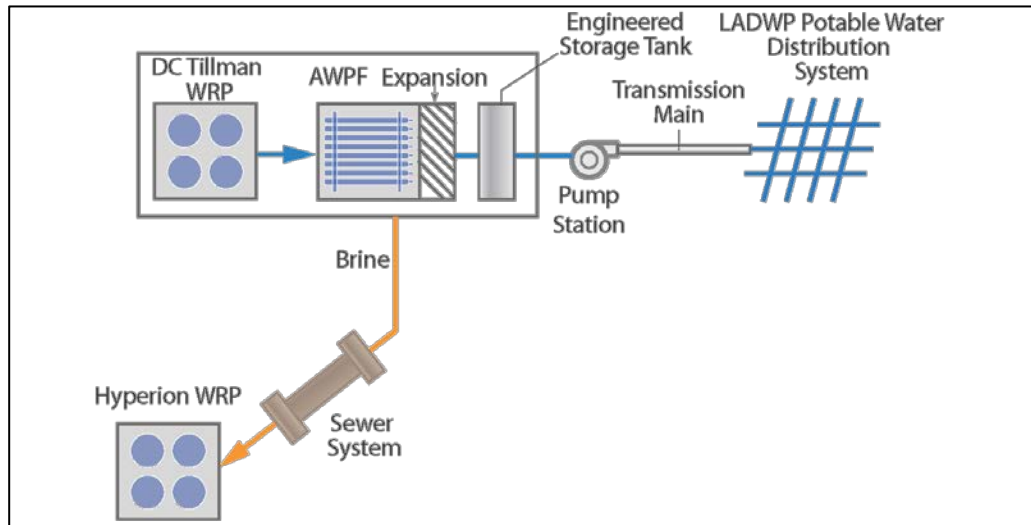 DC Tillman
WRP
AWPF
Expansion
Engineered
Storage Tank
LADWP Potable Water
Distribution
System
Transmission
Main
Pump
Station
Brine
Hyperion WRP
Sewer
System